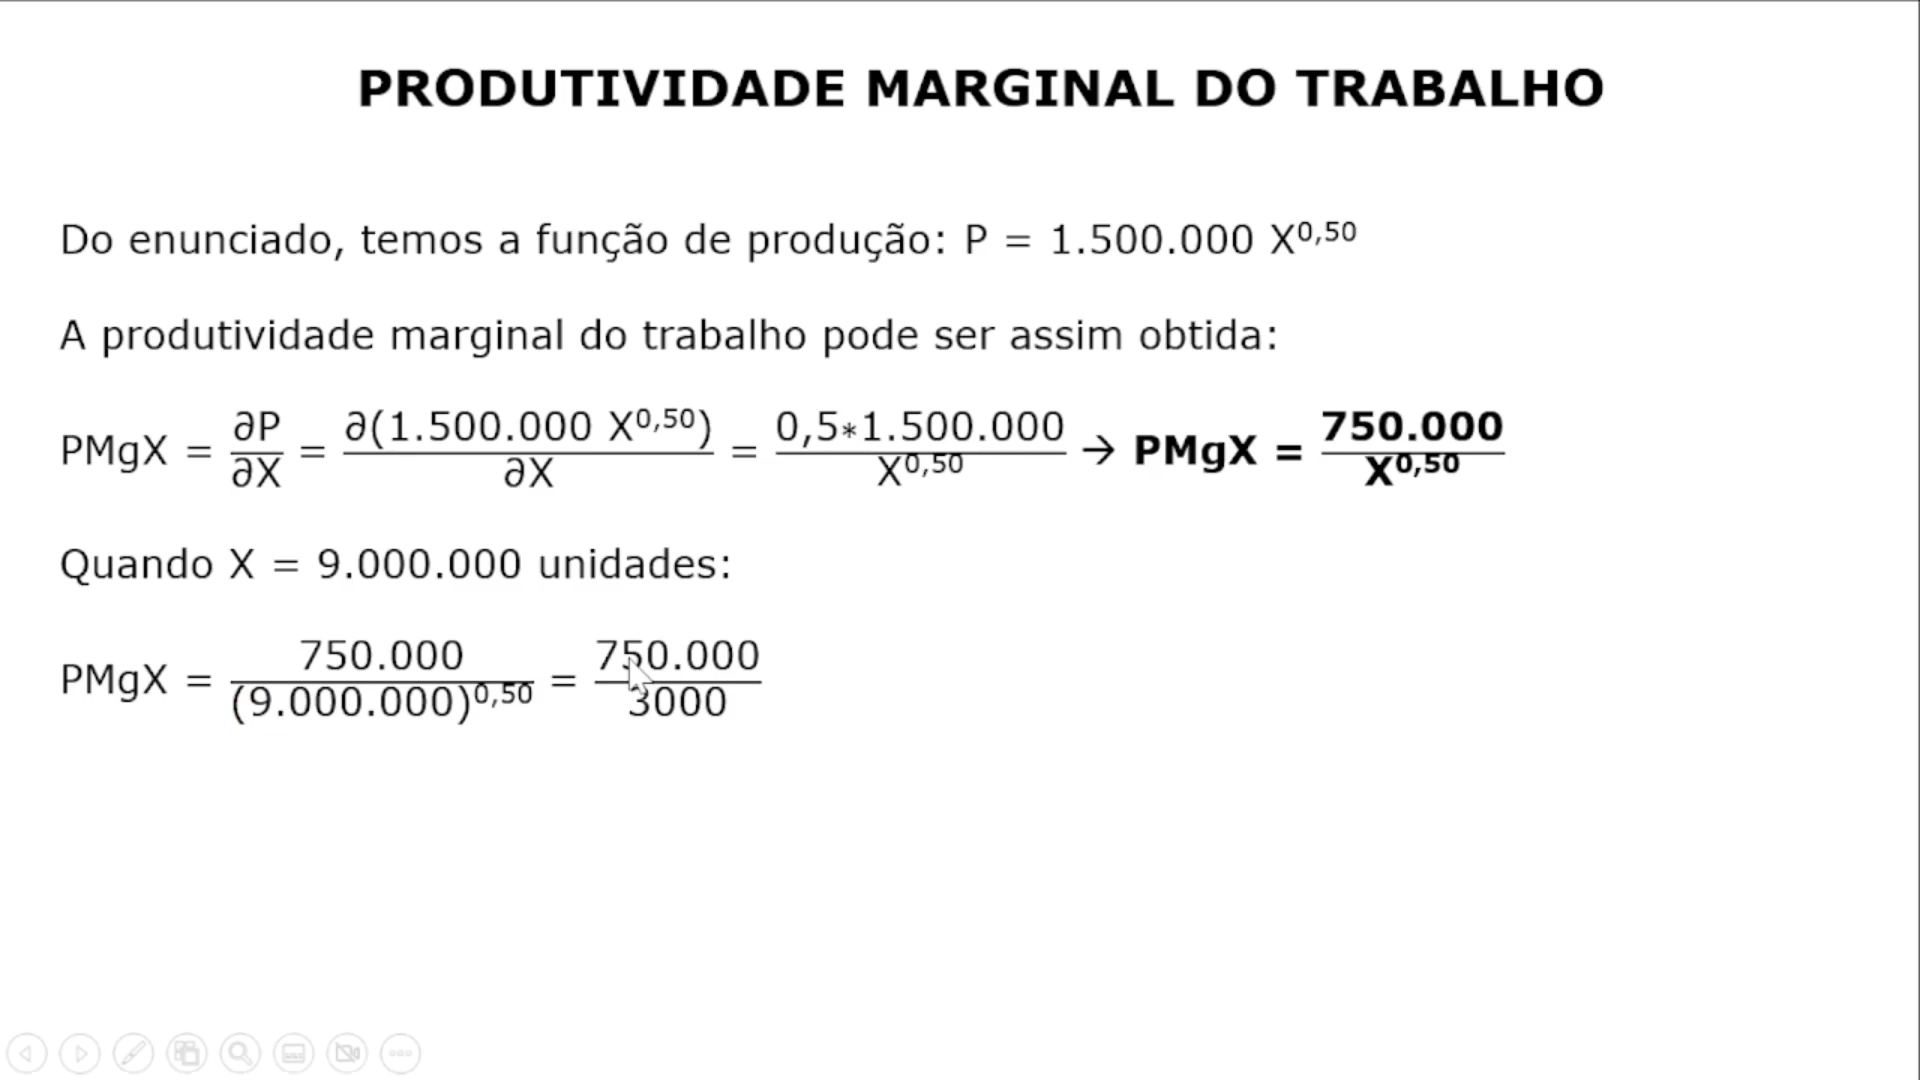 PRODUTIVIDADE MARGINAL DO TRABALHO
Do enunciado, temos a função de produção: P = 1.500.000 X^0,50
A produtividade marginal do trabalho pode ser assim obtida:
PMgX = ∂P/∂X = ∂(1.500.000 X^0,50)/∂X = 0,5*1.500.000/X^0,50 → PMgX = 750.000/X^0,50
Quando X = 9.000.000 unidades:
PMgX = 750.000/(9.000.000)^0,50 = 750.000/3000